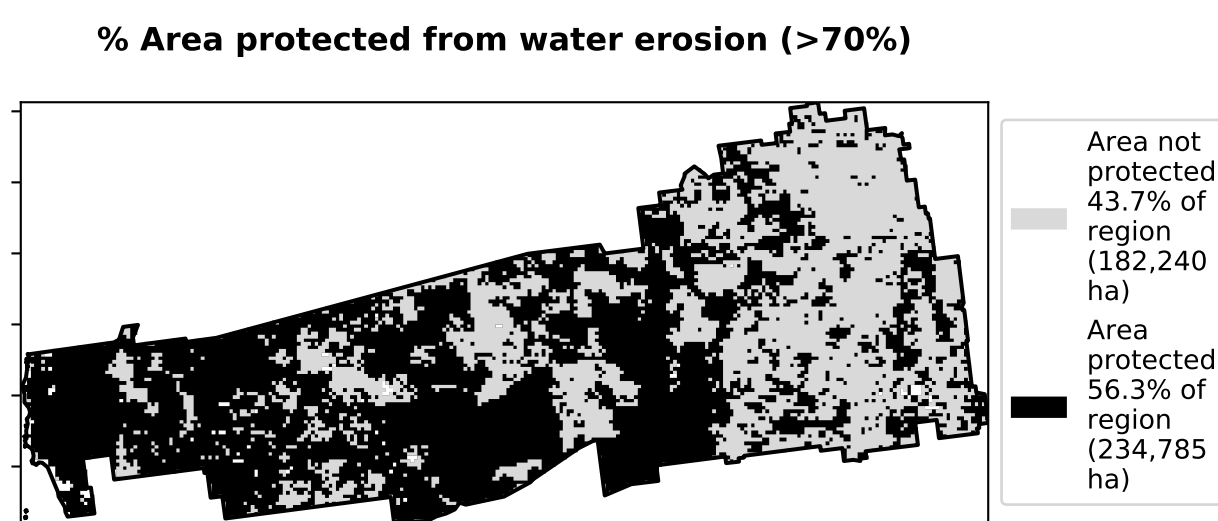 % Area protected from water erosion (>70%)
Area not
protected
43.7% of
region
(182,240
ha)
Area
protected
56.3% of
region
(234,785
ha)